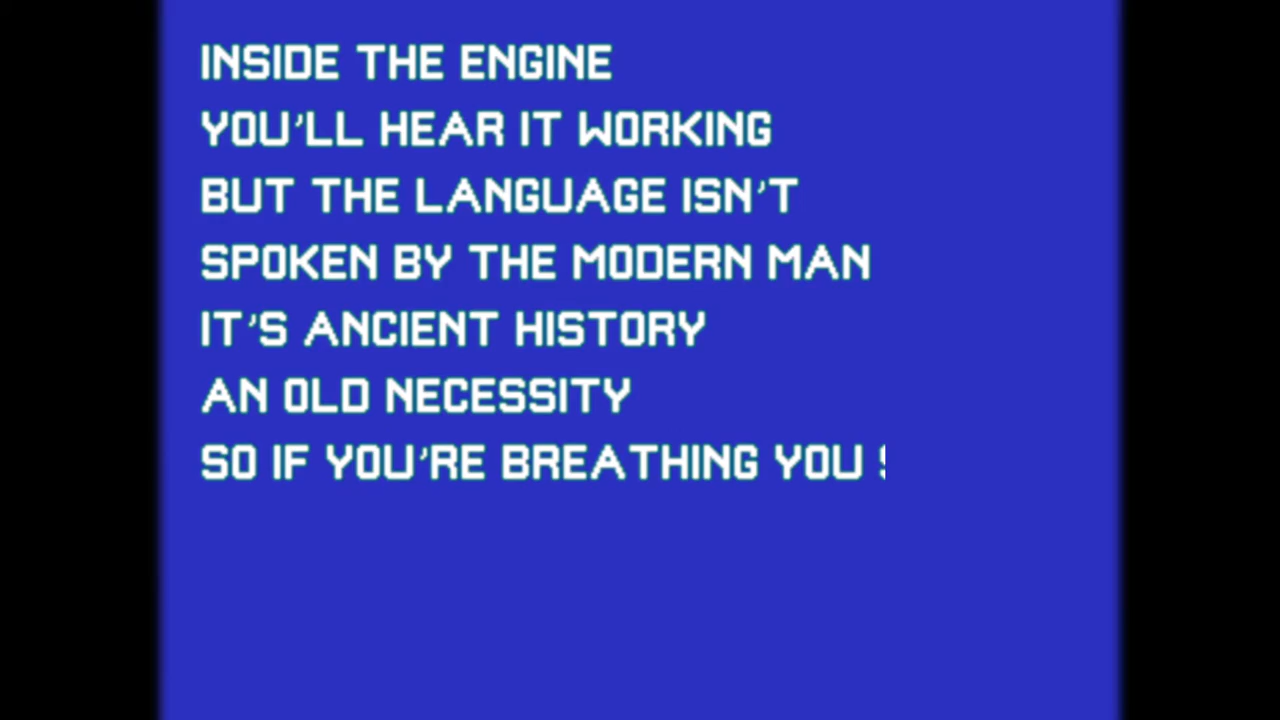 INSIDE THE ENGINE
YOU'LL HEAR IT WORKING
BUT THE LANGUAGE ISN'T
SPOKEN BY THE MODERN MAN
IT'S ANCIENT HISTORY
AN OLD NECESSITY
SO IF YOU'RE BREATHING YOU